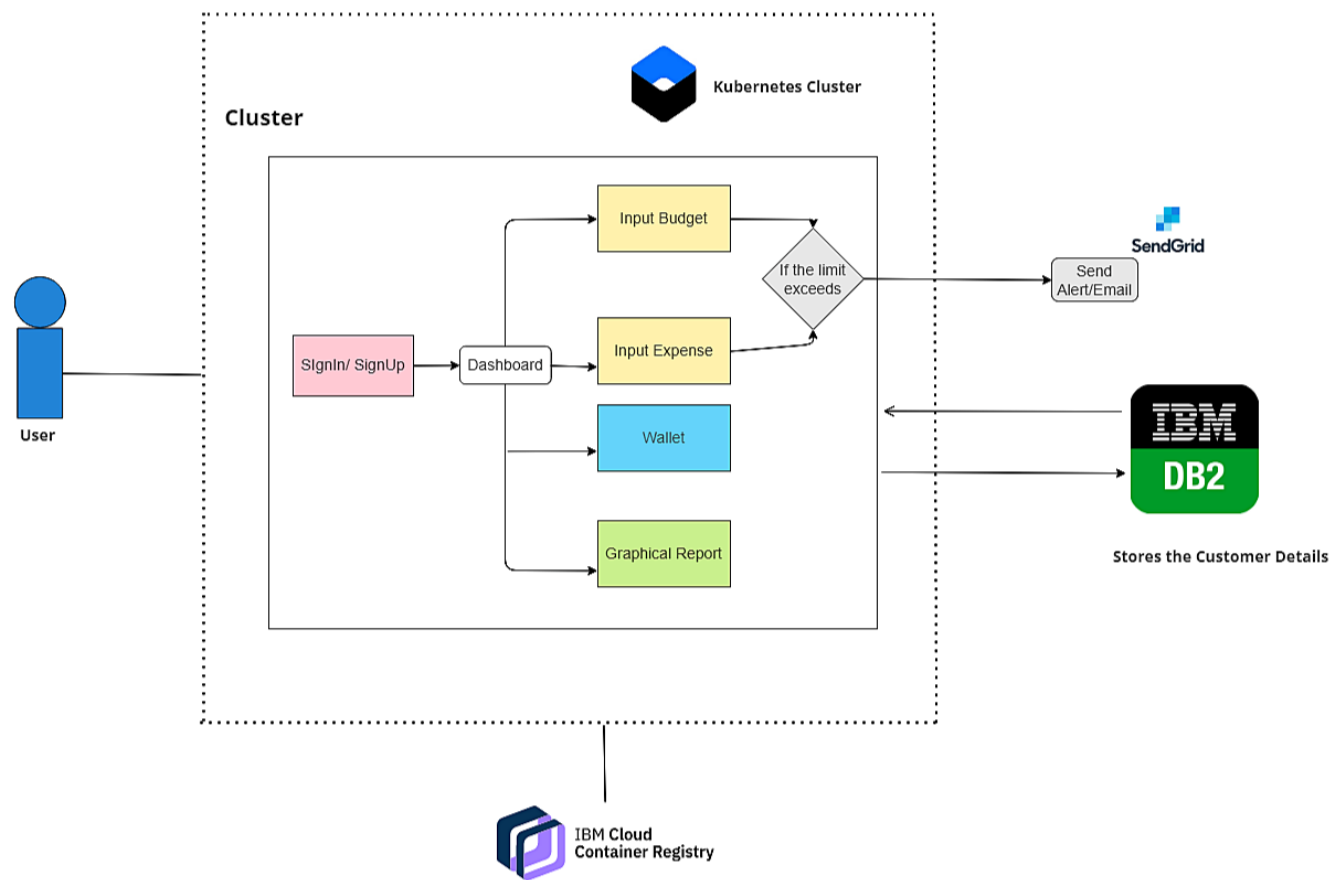 Kubernetes Cluster
Cluster
Input Budget
SendGrid
If the limit
exceeds
Send
Alert/Email
Input Expense
SIgnIn/ SignUp
Dashboard
User
Wallet
IBM
DB2
Graphical Report
Stores the Customer Details
IBM Cloud
Container Registry